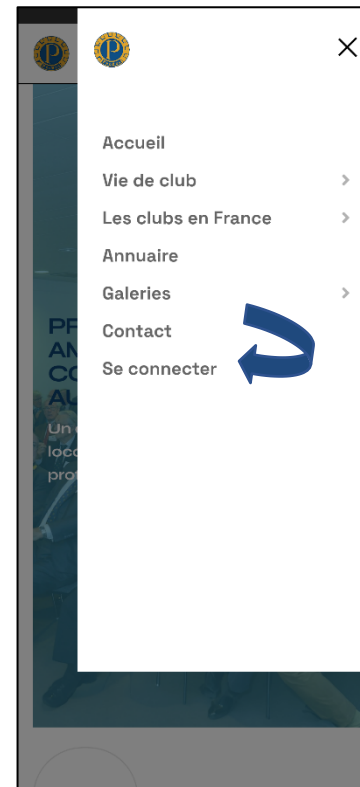 P
P
Accueil
Vie de club
Les clubs en France
Annuaire
Galeries
Contact
Se connecter